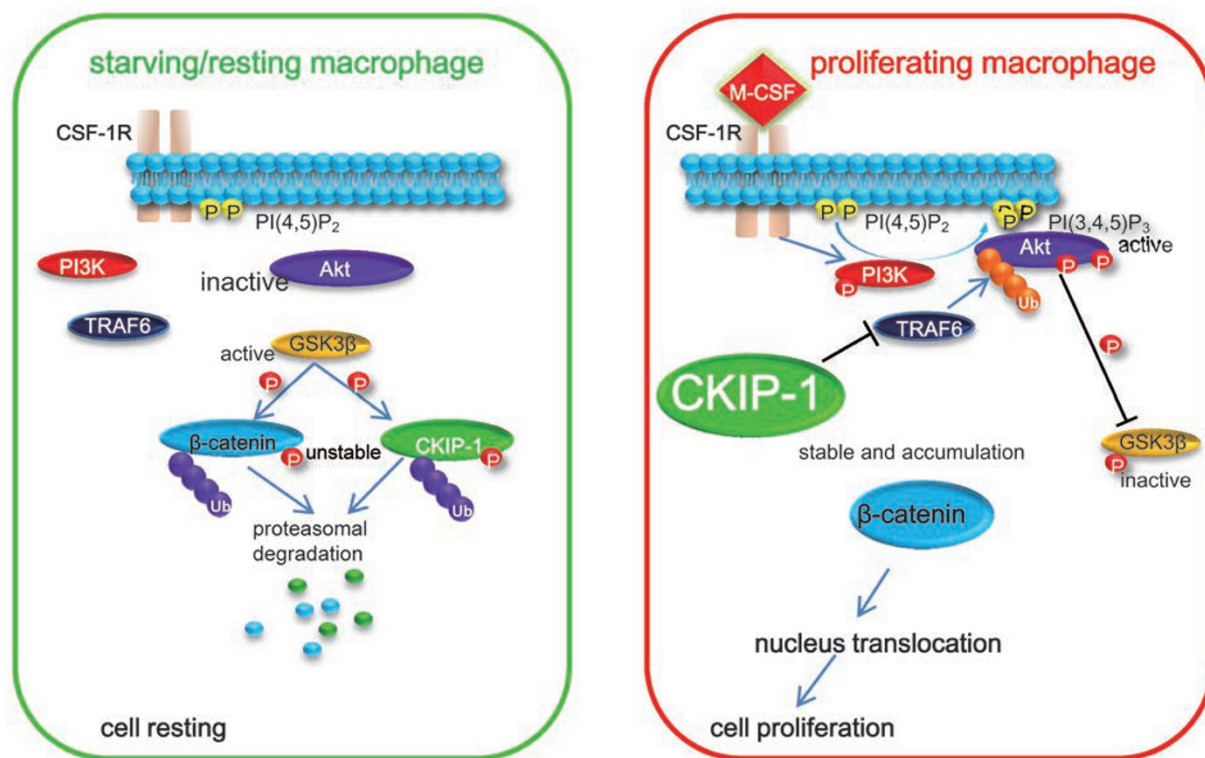 starving/resting macrophage
CSF-1R
P P
PI(4,5)P2
PI3K
inactive
Akt
TRAF6
active
GSK3β
P
P
β-catenin
P
unstable
CKIP-1
P
Ub
Ub
proteasomal
degradation
cell resting
proliferating macrophage
M-CSF
CSF-1R
P P
PI(4,5)P2
P
P
PI(3,4,5)P3
Akt
active
P
P
PI3K
P
Ub
TRAF6
P
CKIP-1
GSK3β
P
inactive
stable and accumulation
β-catenin
nucleus translocation
cell proliferation